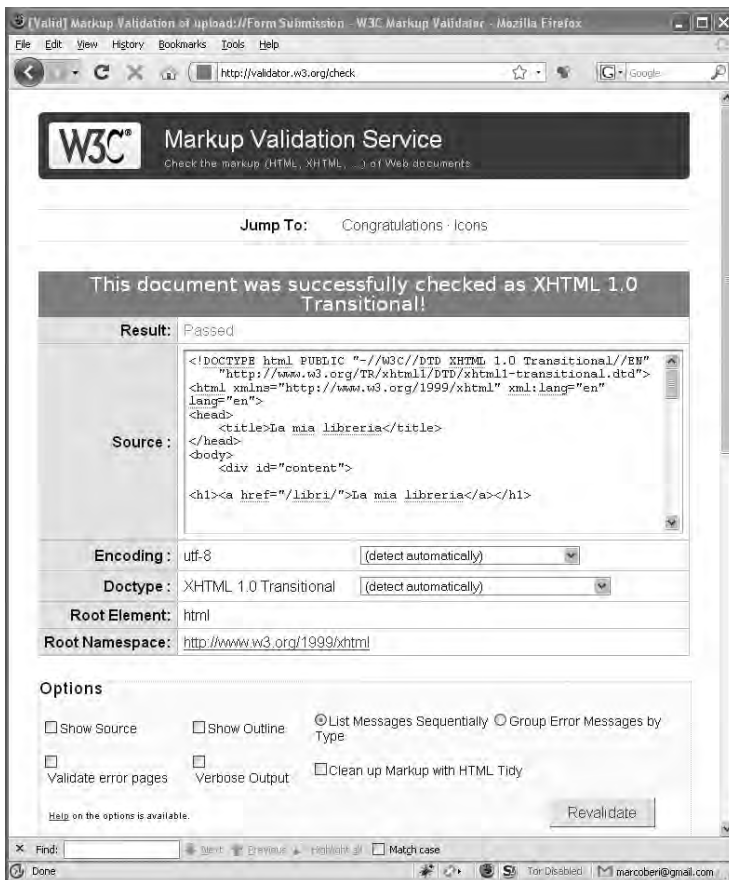 [Valid] Markup Validation of upload://Form Submission - W3C Markup Validator - Mozilla Firefox
File Edit View History Bookmarks Tools Help
http://validator.w3.org/check
G Google
W3C® Markup Validation Service
Check the markup (HTML, XHTML, ...) of Web documents
Jump To: Congratulations · Icons
This document was successfully checked as XHTML 1.0
Transitional!
Result: Passed
Source :
<!DOCTYPE html PUBLIC "-//W3C//DTD XHTML 1.0 Transitional//EN"
"http://www.w3.org/TR/xhtml1/DTD/xhtml1-transitional.dtd">
<html xmlns="http://www.w3.org/1999/xhtml" xml:lang="en"
lang="en">
<head>
<title>La mia libreria</title>
</head>
<body>
<div id="content">
<h1><a href="/libri/">La mia libreria</a></h1>
Encoding : utf-8 (detect automatically)
Doctype : XHTML 1.0 Transitional (detect automatically)
Root Element: html
Root Namespace: http://www.w3.org/1999/xhtml
Options
Show Source Show Outline List Messages Sequentially Group Error Messages by
Type
Validate error pages Verbose Output Clean up Markup with HTML Tidy
Help on the options is available. Revalidate
Find: Next Previous Highlight all Match case
Done Tor Disabled marcoberi@gmail.com